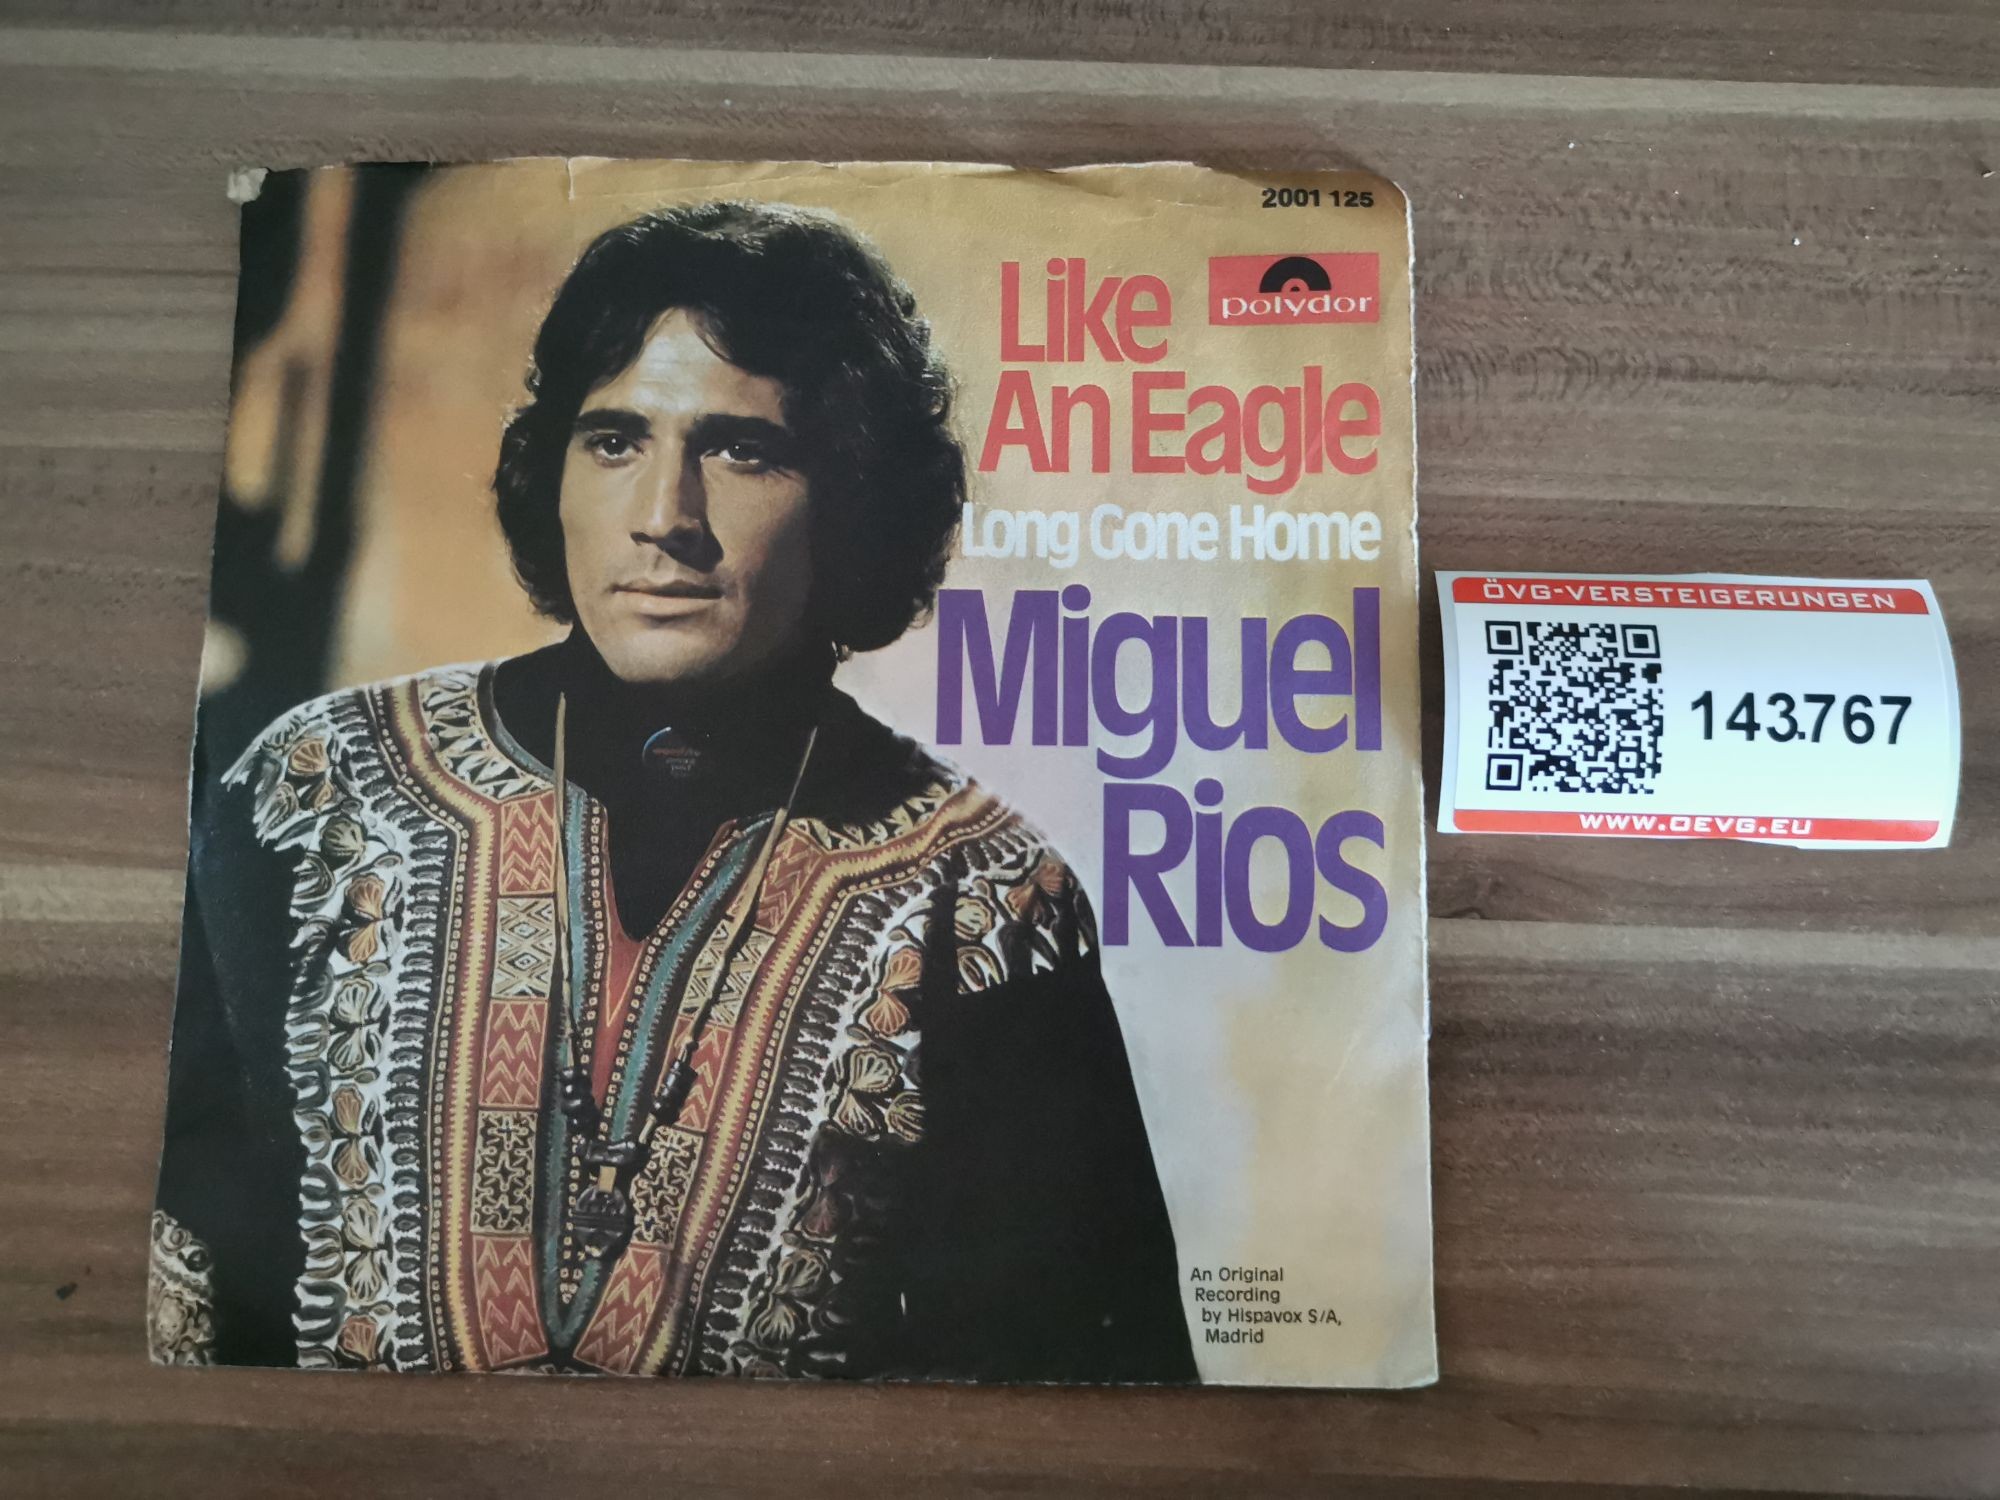 2001 125
polydor
Like
An Eagle
Long Gone Home
Miguel
Rios
An Original
Recording
by Hispavox S/A,
Madrid
ÖVG-VERSTEIGERUNGEN
143.767
WWW.OEVG.EU